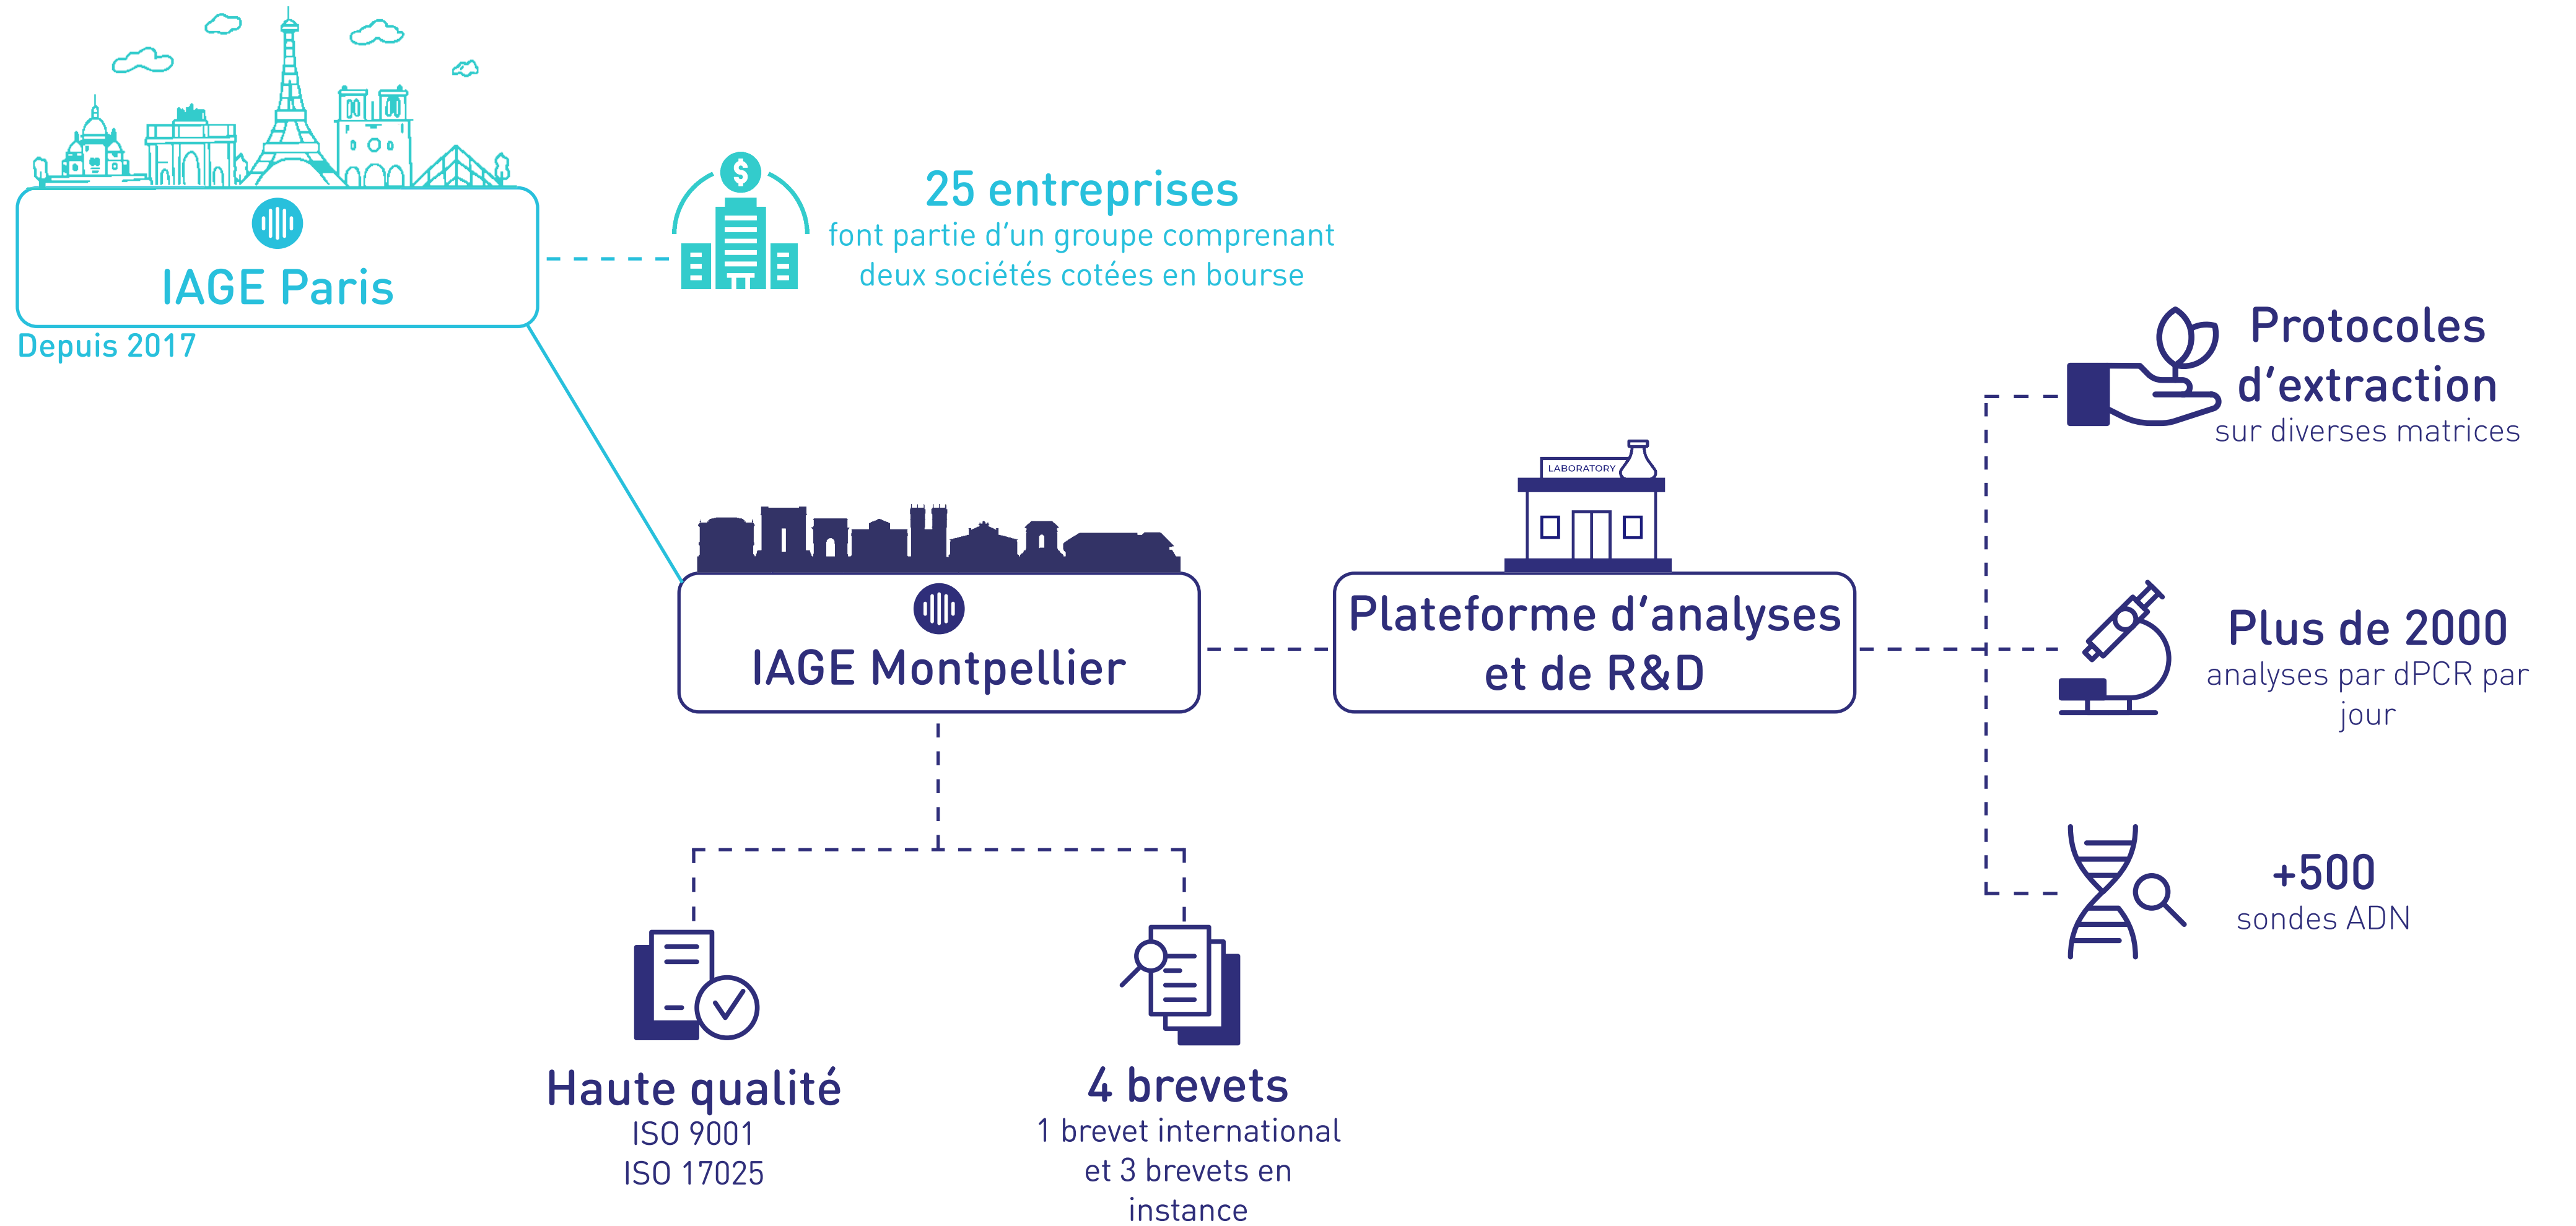 IAGE Paris
Depuis 2017
$
25 entreprises
font partie d'un groupe comprenant
deux sociétés cotées en bourse
IAGE Montpellier
LABORATORY
Plateforme d'analyses
et de R&D
Protocoles
d'extraction
sur diverses matrices
Plus de 2000
analyses par dPCR par
jour
+500
sondes ADN
Haute qualité
ISO 9001
ISO 17025
4 brevets
1 brevet international
et 3 brevets en
instance